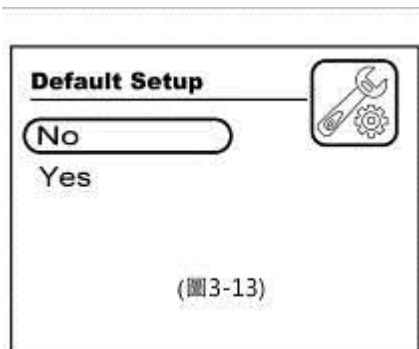 Default Setup
No
Yes
(圖3-13)